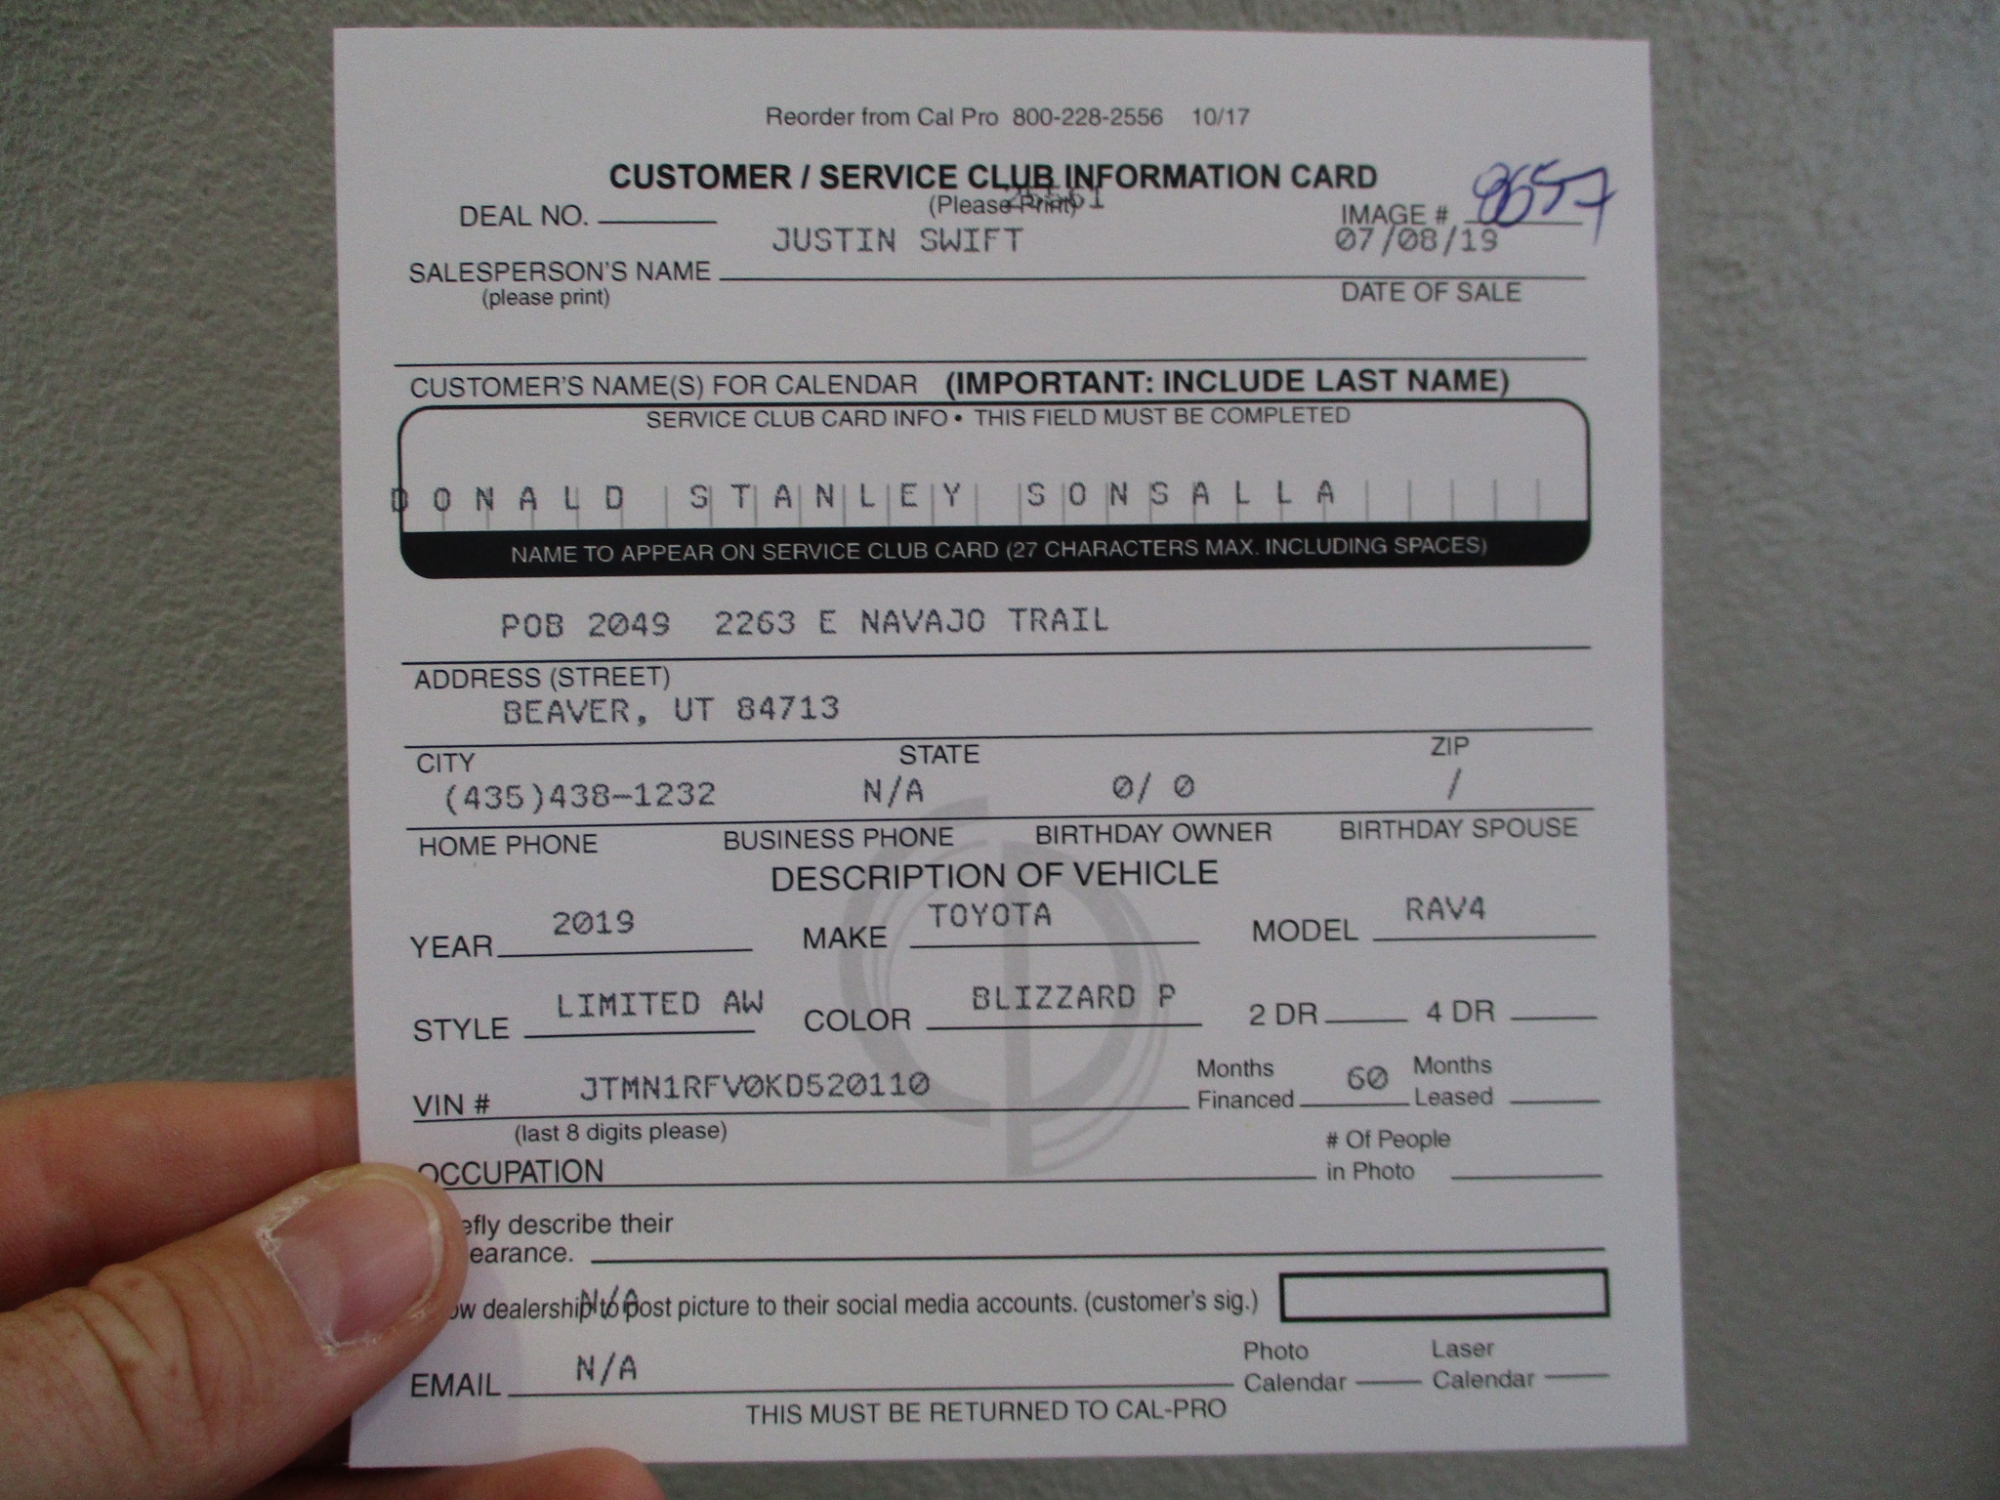 Reorder from Cal Pro 800-228-2556 10/17
CUSTOMER / SERVICE CLUB INFORMATION CARD
(Please Print)
DEAL NO. IMAGE # 8657
JUSTIN SWIFT 07/08/19
SALESPERSON'S NAME
(please print) DATE OF SALE
CUSTOMER'S NAME(S) FOR CALENDAR (IMPORTANT: INCLUDE LAST NAME)
SERVICE CLUB CARD INFO • THIS FIELD MUST BE COMPLETED
DONALD STANLEY SONSALLA
NAME TO APPEAR ON SERVICE CLUB CARD (27 CHARACTERS MAX. INCLUDING SPACES)
POB 2049 2263 E NAVAJO TRAIL
ADDRESS (STREET)
BEAVER, UT 84713
CITY STATE ZIP
(435)438-1232 N/A 0/ 0 /
HOME PHONE BUSINESS PHONE BIRTHDAY OWNER BIRTHDAY SPOUSE
DESCRIPTION OF VEHICLE
YEAR 2019 MAKE TOYOTA MODEL RAV4
STYLE LIMITED AW COLOR BLIZZARD P 2 DR 4 DR
VIN # JTMN1RFV0KD520110 Months Financed 60 Months Leased
(last 8 digits please)
OCCUPATION # Of People in Photo
efly describe their
earance.
ow dealership to post picture to their social media accounts. (customer's sig.)
N/A
EMAIL N/A Photo Calendar Laser Calendar
THIS MUST BE RETURNED TO CAL-PRO